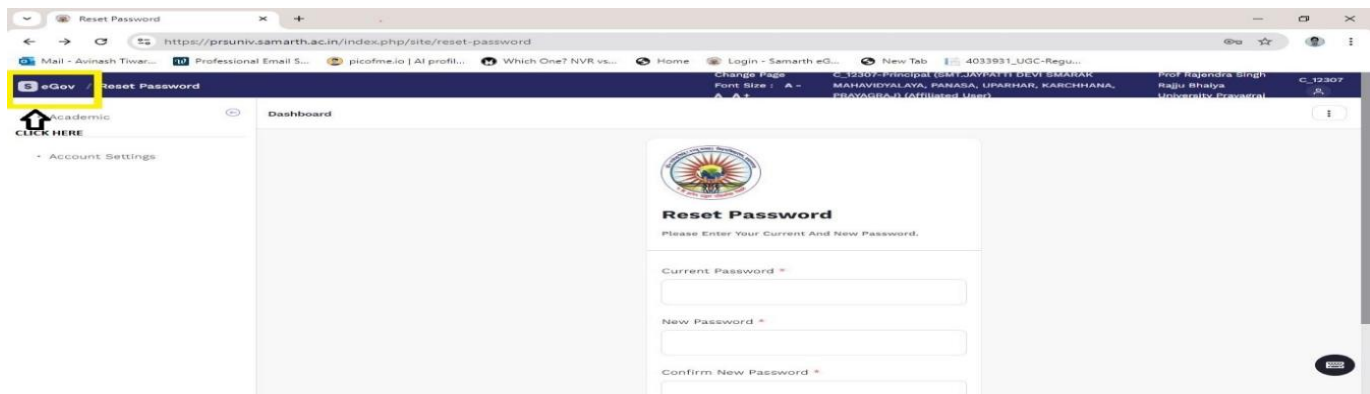 Reset Password
https://prsuniv.samarth.ac.in/index.php/site/reset-password
Mail - Avinash Tiwar...
Professional Email S...
picofme.io | AI profil...
Which One? NVR vs...
Home
Login - Samarth eG...
New Tab
4033931_UGC-Regu...
S eGov / Reset Password
Change Page
Font Size : A -
A A +
C_12307-Principal (SMT.JAYPATTI DEVI SMARAK
MAHAVIDYALAYA, PANASA, UPARHAR, KARCHHANA,
PRAYAGRAJ) (Affiliated User)
Prof Rajendra Singh
Rajju Bhaiya
University Prayagraj
C_12307
Academic
CLICK HERE
- Account Settings
Dashboard
Reset Password
Please Enter Your Current And New Password.
Current Password *
New Password *
Confirm New Password *